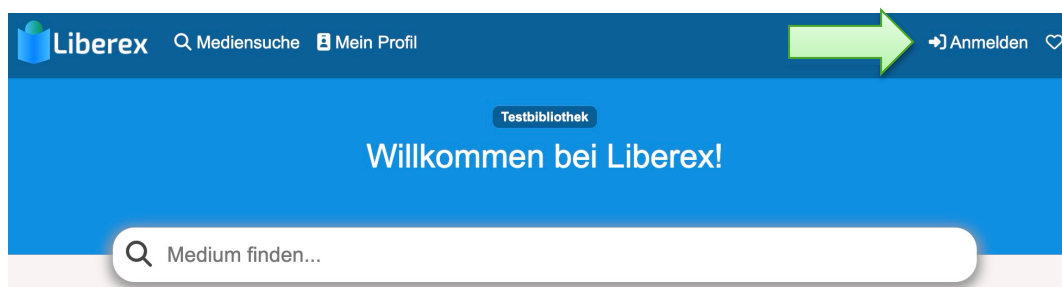 Liberex Mediensuche Mein Profil Anmelden
Testbibliothek
Willkommen bei Liberex!
Medium finden...